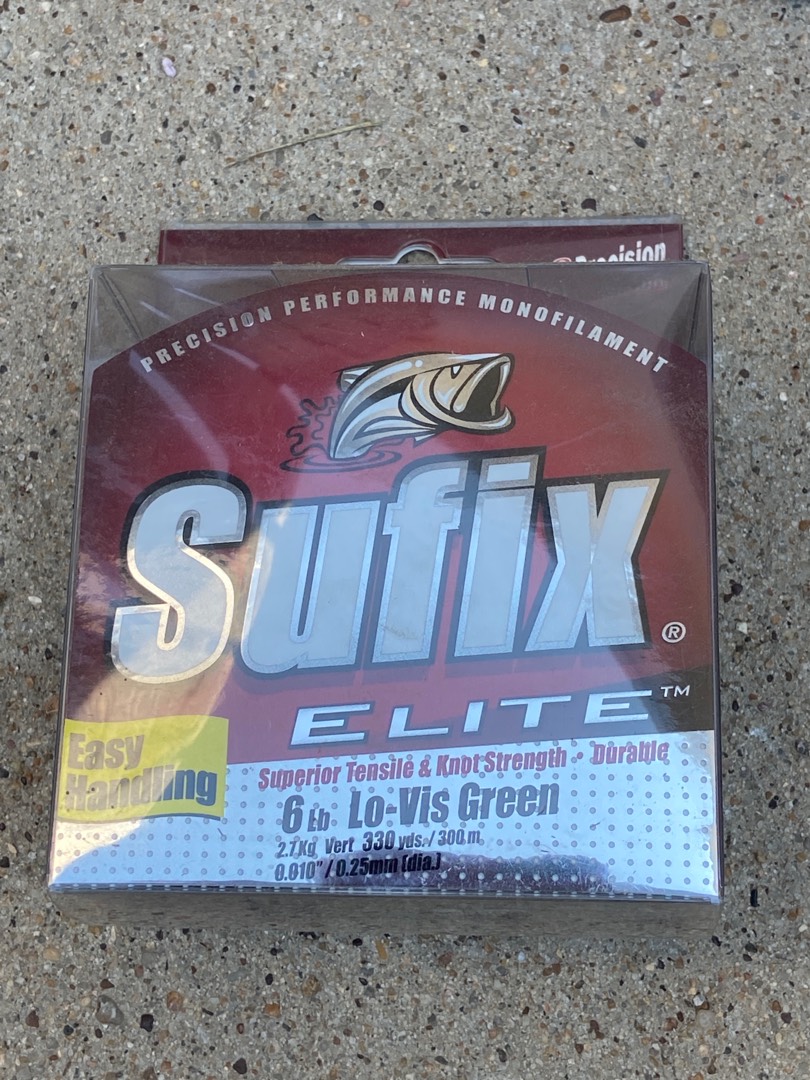 Precision
PRECISION PERFORMANCE MONOFILAMENT
Sufix®
ELITE™
Easy
Handling
Superior Tensile & Knot Strength • Durable
6 Lb Lo-Vis Green
2.7Kg Vert 330 yds./300 m
0.010"/0.25mm (dia.)